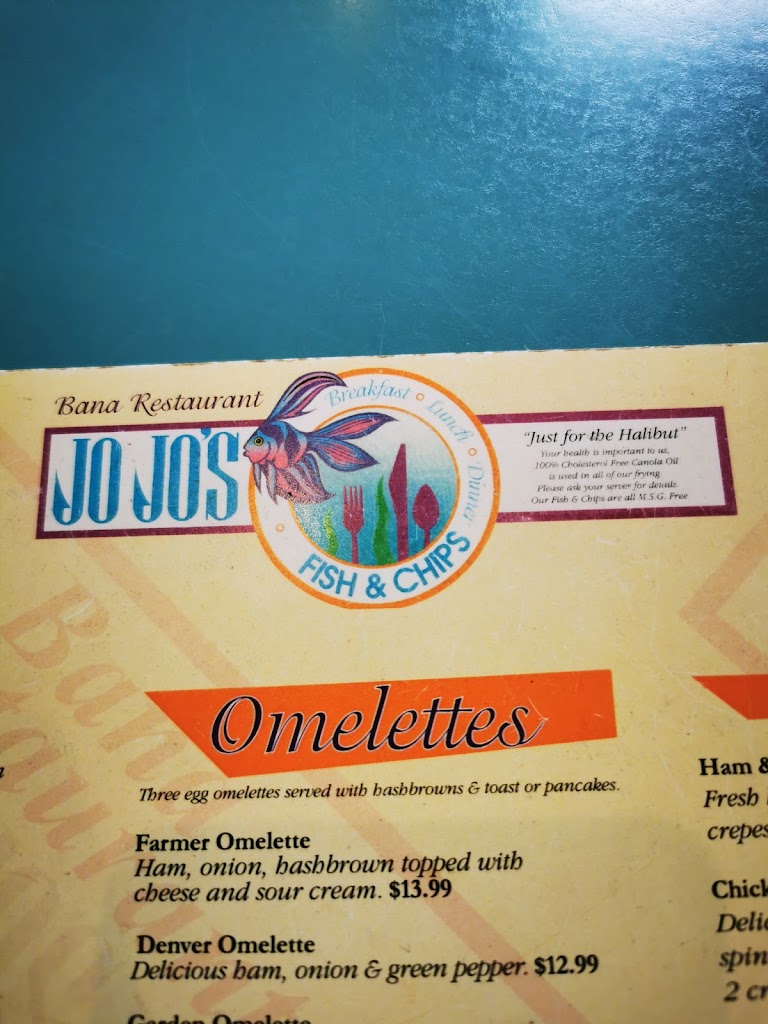 Bana Restaurant
JO JO'S
Breakfast Lunch Dinner
FISH & CHIPS
"Just for the Halibut"
Your health is important to us,
100% Cholesterol Free Canola Oil
is used in all of our frying.
Please ask your server for details
Our Fish & Chips are all M.S.G. Free
Omelettes
Three egg omelettes served with hashbrowns & toast or pancakes.
Farmer Omelette
Ham, onion, hashbrown topped with
cheese and sour cream. $13.99
Denver Omelette
Delicious ham, onion & green pepper. $12.99
Garden Omelette
Ham &
Fresh
crepes
Chick
Delic
spin
2 cr
Bana